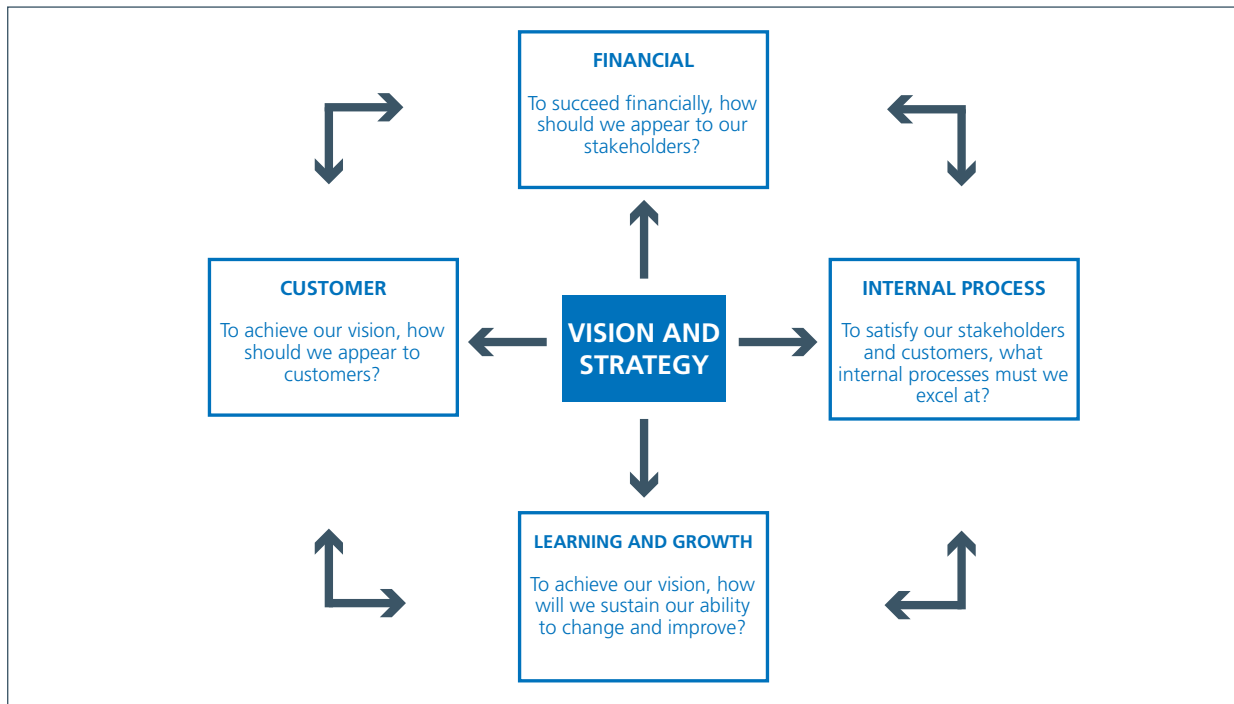 FINANCIAL
To succeed financially, how
should we appear to our
stakeholders?
CUSTOMER
To achieve our vision, how
should we appear to
customers?
VISION AND
STRATEGY
INTERNAL PROCESS
To satisfy our stakeholders
and customers, what
internal processes must we
excel at?
LEARNING AND GROWTH
To achieve our vision, how
will we sustain our ability
to change and improve?